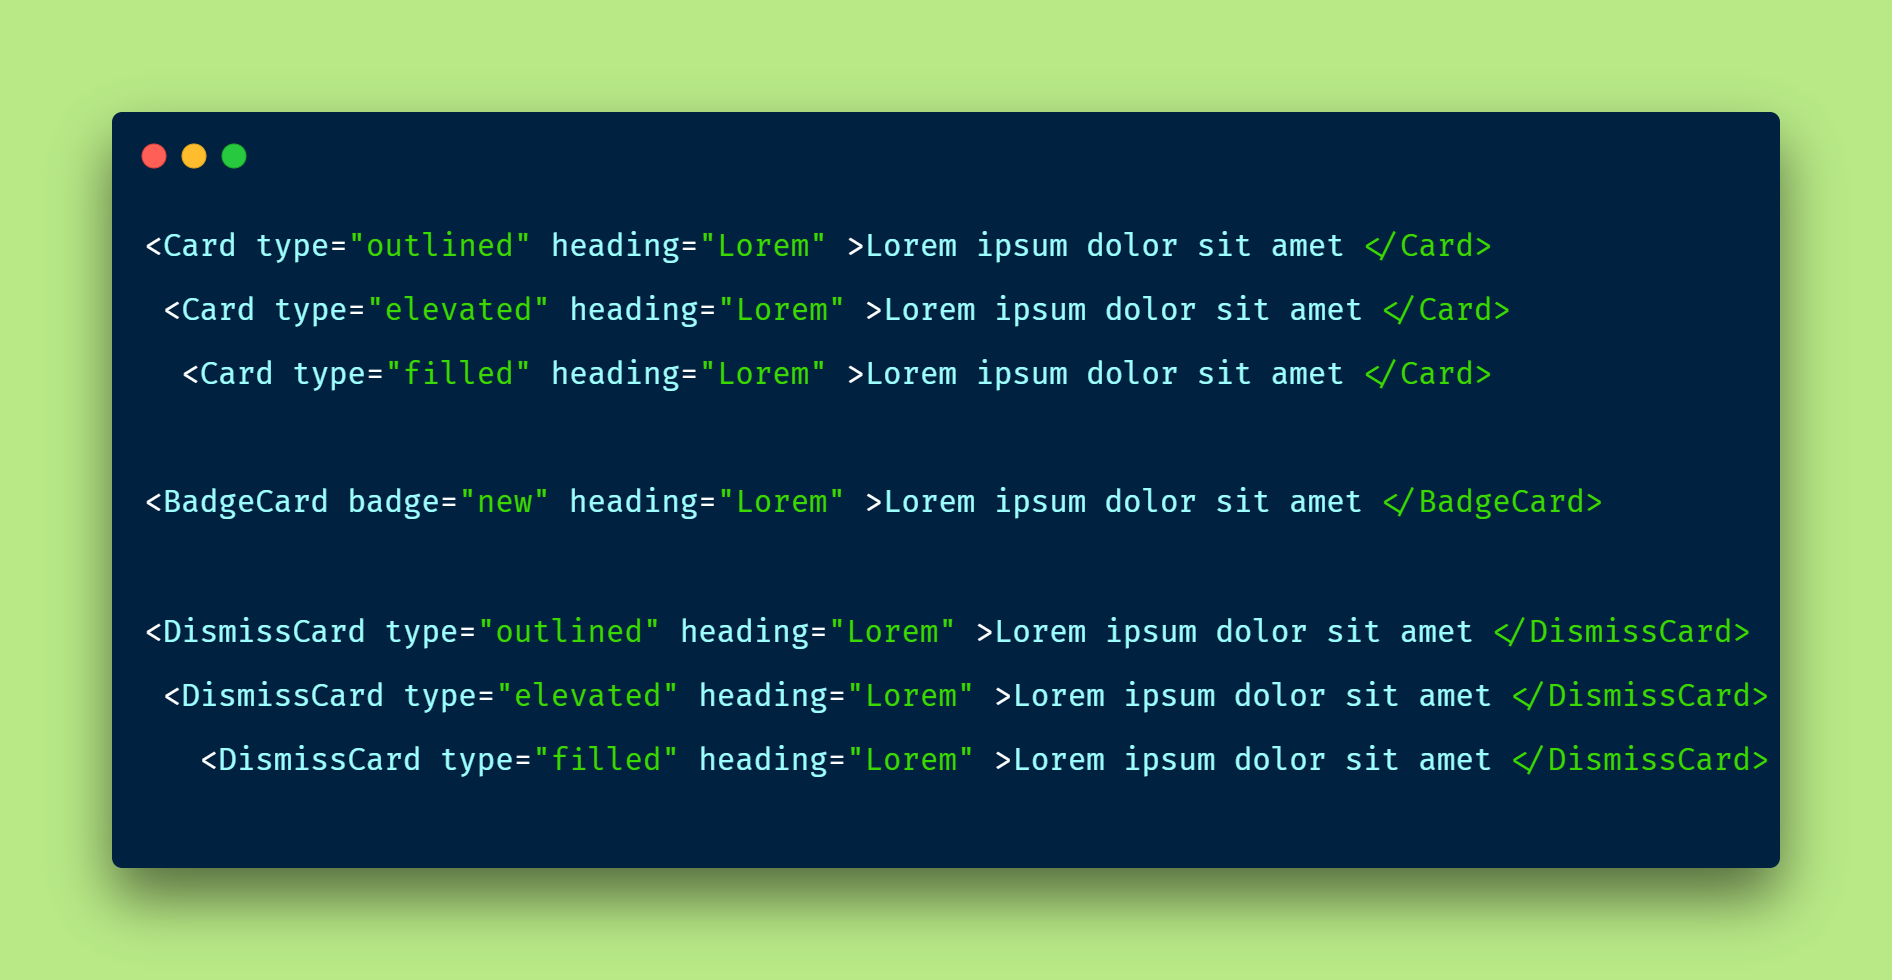 <Card type="outlined" heading="Lorem" >Lorem ipsum dolor sit amet </Card>
<Card type="elevated" heading="Lorem" >Lorem ipsum dolor sit amet </Card>
<Card type="filled" heading="Lorem" >Lorem ipsum dolor sit amet </Card>
<BadgeCard badge="new" heading="Lorem" >Lorem ipsum dolor sit amet </BadgeCard>
<DismissCard type="outlined" heading="Lorem" >Lorem ipsum dolor sit amet </DismissCard>
<DismissCard type="elevated" heading="Lorem" >Lorem ipsum dolor sit amet </DismissCard>
<DismissCard type="filled" heading="Lorem" >Lorem ipsum dolor sit amet </DismissCard>